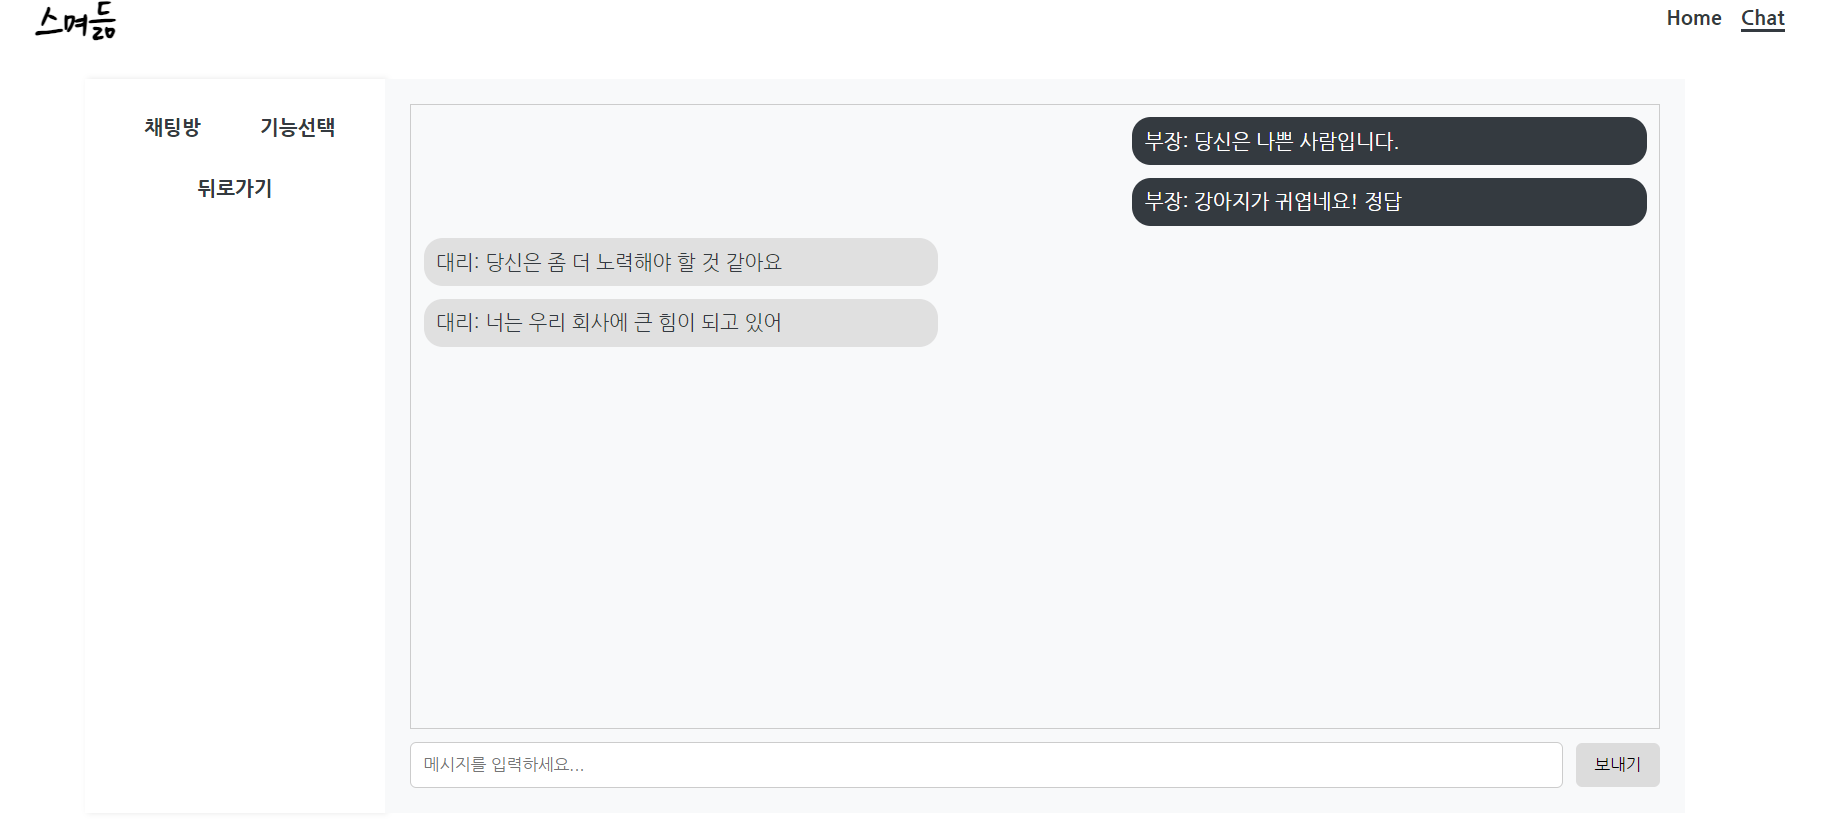 스며듦
Home Chat
채팅방 기능선택
뒤로가기
부장: 당신은 나쁜 사람입니다.
부장: 강아지가 귀엽네요! 정답
대리: 당신은 좀 더 노력해야 할 것 같아요
대리: 너는 우리 회사에 큰 힘이 되고 있어
메시지를 입력하세요...
보내기